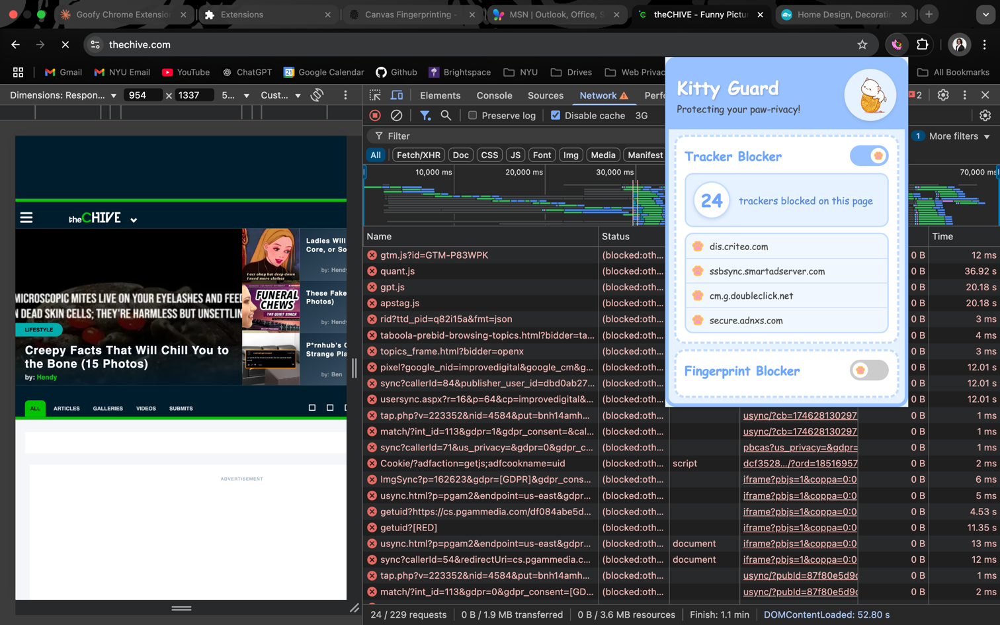 Goofy Chrome Extension
Extensions
Canvas Fingerprinting -
MSN | Outlook, Office, S
theCHIVE - Funny Pictur
Home Design, Decorati
thechive.com
Gmail
NYU Email
YouTube
ChatGPT
Google Calendar
Github
Brightspace
NYU
Drives
Web Privac
All Bookmarks
Dimensions: Respon...
954
×
1337
5...
Cust...
Elements
Console
Sources
Network
Perfo
2
Preserve log
Disable cache
3G
Filter
1
More filters
All
Fetch/XHR
Doc
CSS
JS
Font
Img
Media
Manifest
10,000 ms
20,000 ms
30,000 ms
70,000 ms
Name
Status
Time
gtm.js?id=GTM-P83WPK (blocked:oth... 0 B 12 ms
quant.js (blocked:oth... 0 B 36.92 s
gpt.js (blocked:oth... 0 B 20.18 s
apstag.js (blocked:oth... 0 B 20.18 s
rid?ttd_pid=q82i15a&fmt=json (blocked:oth... 0 B 3 ms
taboola-prebid-browsing-topics.html?bidder=ta... (blocked:oth... 0 B 4 ms
topics_frame.html?bidder=openx (blocked:oth... 0 B 3 ms
pixel?google_nid=improvedigital&google_cm&g... (blocked:oth... 0 B 12.01 s
sync?callerId=84&publisher_user_id=dbd0ab27... (blocked:oth... 0 B 12.01 s
usersync.aspx?r=16&p=64&cp=improvedigital&... (blocked:oth... 0 B 12.01 s
tap.php?v=223352&nid=4584&put=bnh14amh... (blocked:oth... usync/?cb=174628130297 0 B 1 ms
match/?int_id=113&gdpr=1&gdpr_consent=&cal... (blocked:oth... usync/?cb=174628130297 0 B 1 ms
sync?callerId=71&us_privacy=&gdpr=0&gdpr_c... (blocked:oth... pbcas?us_privacy=&gdpr= 0 B 1 ms
Cookie/?adfaction=getjs;adfcookname=uid (blocked:oth... script dcf3528.../?ord=18516957 0 B 2 ms
ImgSync?p=162623&gdpr=[GDPR]&gdpr_cons... (blocked:oth... iframe?pbjs=1&coppa=0:0 0 B 6 ms
usync.html?p=pgam2&endpoint=us-east&gdpr... (blocked:oth... iframe?pbjs=1&coppa=0:0 0 B 5 ms
getuid?https://cs.pgammedia.com/df084abe5d... (blocked:oth... iframe?pbjs=1&coppa=0:0 0 B 4.53 s
getuid?[RED] (blocked:oth... iframe?pbjs=1&coppa=0:0 0 B 11.35 s
usync.html?p=pgam2&endpoint=us-east&gdpr... (blocked:oth... document iframe?pbjs=1&coppa=0:0 0 B 13 ms
sync?callerId=54&redirectUri=cs.pgammedia.c... (blocked:oth... document iframe?pbjs=1&coppa=0:0 0 B 12 ms
tap.php?v=223352&nid=4584&put=bnh14amh... (blocked:oth... usync/?pubId=87f80e5d9c 0 B 1 ms
match/?int_id=113&gdpr=0&gdpr_consent=[GD... (blocked:oth... usync/?pubId=87f80e5d9c 0 B 2 ms
24 / 229 requests
0 B / 1.9 MB transferred
0 B / 3.6 MB resources
Finish: 1.1 min
DOMContentLoaded: 52.80 s
Kitty Guard
Protecting your paw-rivacy!
Tracker Blocker
24
trackers blocked on this page
dis.criteo.com
ssbsync.smartadserver.com
cm.g.doubleclick.net
secure.adnxs.com
Fingerprint Blocker
theCHIVE
MICROSCOPIC MITES LIVE ON YOUR EYELASHES AND FEED
N DEAD SKIN CELLS; THEY'RE HARMLESS BUT UNSETTLIN
LIFESTYLE
Creepy Facts That Will Chill You to
the Bone (15 Photos)
by: Hendy
I act okay but deep down
I need more clothes
Ladies Will
Core, or So
by: Hendy
FUNERAL
CHEWS
THE QUIET SNACK
These Fake
Photos)
by: Hendy
P*rnhub's C
Strange Pla
by: Ben
ALL
ARTICLES
GALLERIES
VIDEOS
SUBMITS
ADVERTISEMENT